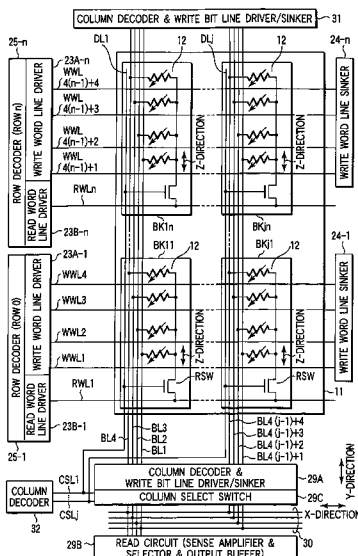 COLUMN DECODER & WRITE BIT LINE DRIVER/SINKER
31
25-n
23A-n
DL1
12
DLj
12
24-n
ROW DECODER (ROW n)
WRITE WORD LINE DRIVER
READ WORD LINE DRIVER
WWL 4(n-1)+4
WWL 4(n-1)+3
WWL 4(n-1)+2
WWL 4(n-1)+1
RWLn
Z-DIRECTION
Z-DIRECTION
WRITE WORD LINE SINKER
23B-n
BK1n
BKjn
23A-1
BK11
12
BKj1
12
24-1
ROW DECODER (ROW 0)
WRITE WORD LINE DRIVER
READ WORD LINE DRIVER
WWL4
WWL3
WWL2
WWL1
RWL1
Z-DIRECTION
Z-DIRECTION
WRITE WORD LINE SINKER
RSW
RSW
11
25-1
23B-1
BL4
BL3
BL2
BL1
BL4 (j-1)+4
BL4 (j-1)+3
BL4 (j-1)+2
BL4 (j-1)+1
CSL1
CSLj
COLUMN DECODER
32
COLUMN DECODER & WRITE BIT LINE DRIVER/SINKER
29A
COLUMN SELECT SWITCH
29C
Y-DIRECTION
X-DIRECTION
30
29B
READ CIRCUIT (SENSE AMPLIFIER & SELECTOR & OUTPUT BUFFER)